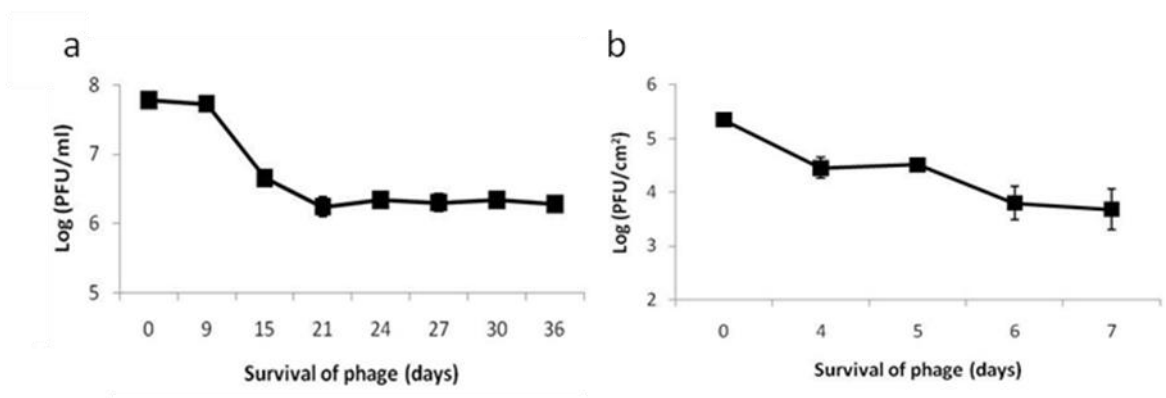 a
8
7
6
5
Log (PFU/ml)
0 9 15 21 24 27 30 36
Survival of phage (days)
b
6
5
4
3
2
Log (PFU/cm²)
0 4 5 6 7
Survival of phage (days)